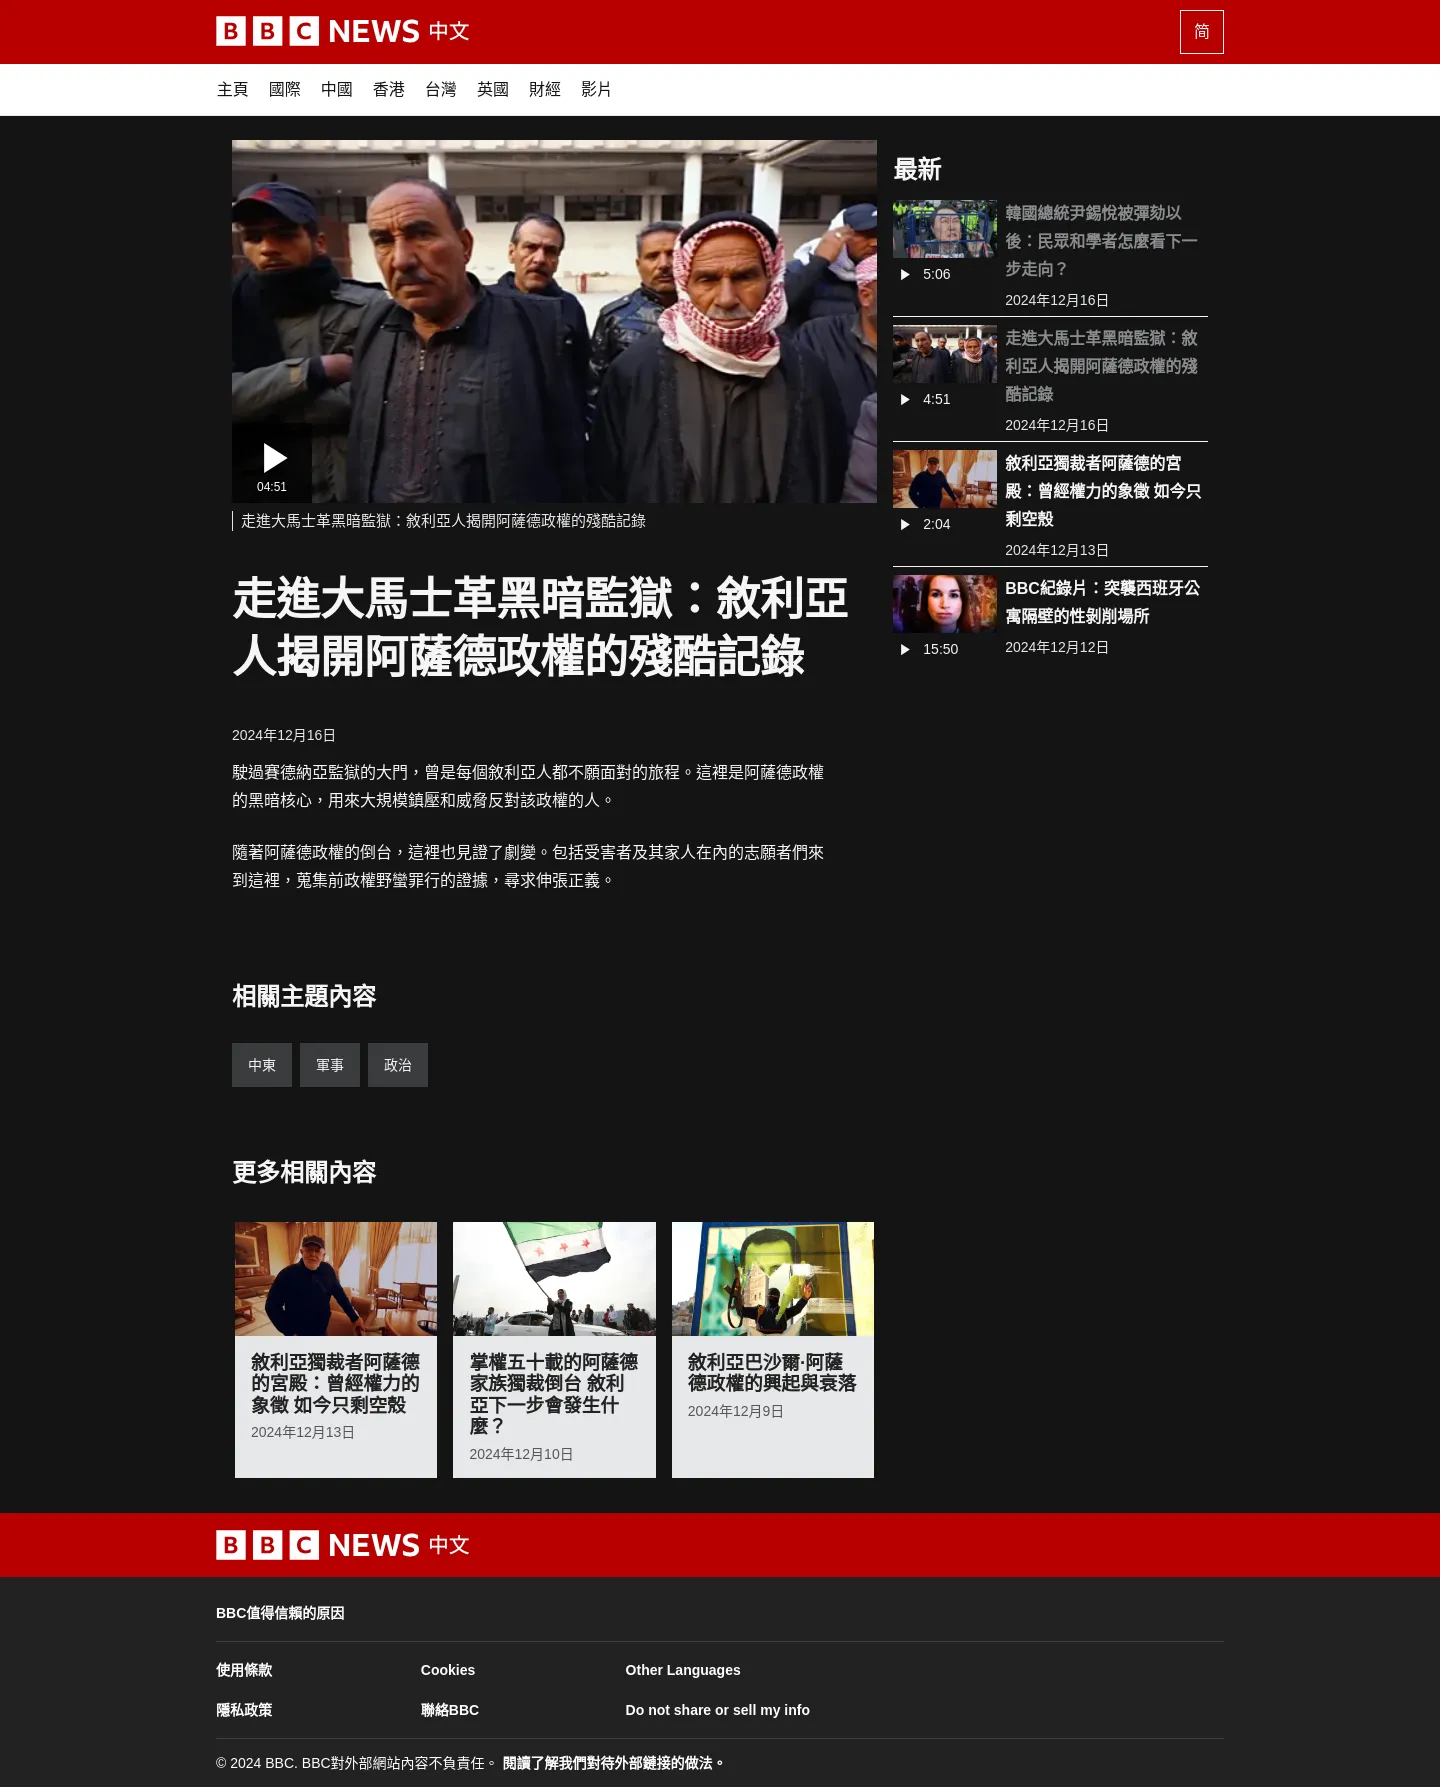 BBC NEWS 中文
简
主頁 國際 中國 香港 台灣 英國 財經 影片
04:51
走進大馬士革黑暗監獄：敘利亞人揭開阿薩德政權的殘酷記錄
走進大馬士革黑暗監獄：敘利亞
人揭開阿薩德政權的殘酷記錄
2024年12月16日
駛過賽德納亞監獄的大門，曾是每個敘利亞人都不願面對的旅程。這裡是阿薩德政權
的黑暗核心，用來大規模鎮壓和威脅反對該政權的人。
隨著阿薩德政權的倒台，這裡也見證了劇變。包括受害者及其家人在內的志願者們來
到這裡，蒐集前政權野蠻罪行的證據，尋求伸張正義。
最新
韓國總統尹錫悅被彈劾以
後：民眾和學者怎麼看下一
步走向？
5:06
2024年12月16日
走進大馬士革黑暗監獄：敘
利亞人揭開阿薩德政權的殘
酷記錄
4:51
2024年12月16日
敘利亞獨裁者阿薩德的宮
殿：曾經權力的象徵 如今只
剩空殼
2:04
2024年12月13日
BBC紀錄片：突襲西班牙公
寓隔壁的性剝削場所
15:50
2024年12月12日
相關主題內容
中東 軍事 政治
更多相關內容
敘利亞獨裁者阿薩德
的宮殿：曾經權力的
象徵 如今只剩空殼
2024年12月13日
掌權五十載的阿薩德
家族獨裁倒台 敘利
亞下一步會發生什
麼？
2024年12月10日
敘利亞巴沙爾·阿薩
德政權的興起與衰落
2024年12月9日
BBC NEWS 中文
BBC值得信賴的原因
使用條款 Cookies Other Languages
隱私政策 聯絡BBC Do not share or sell my info
© 2024 BBC. BBC對外部網站內容不負責任。 閱讀了解我們對待外部鏈接的做法。